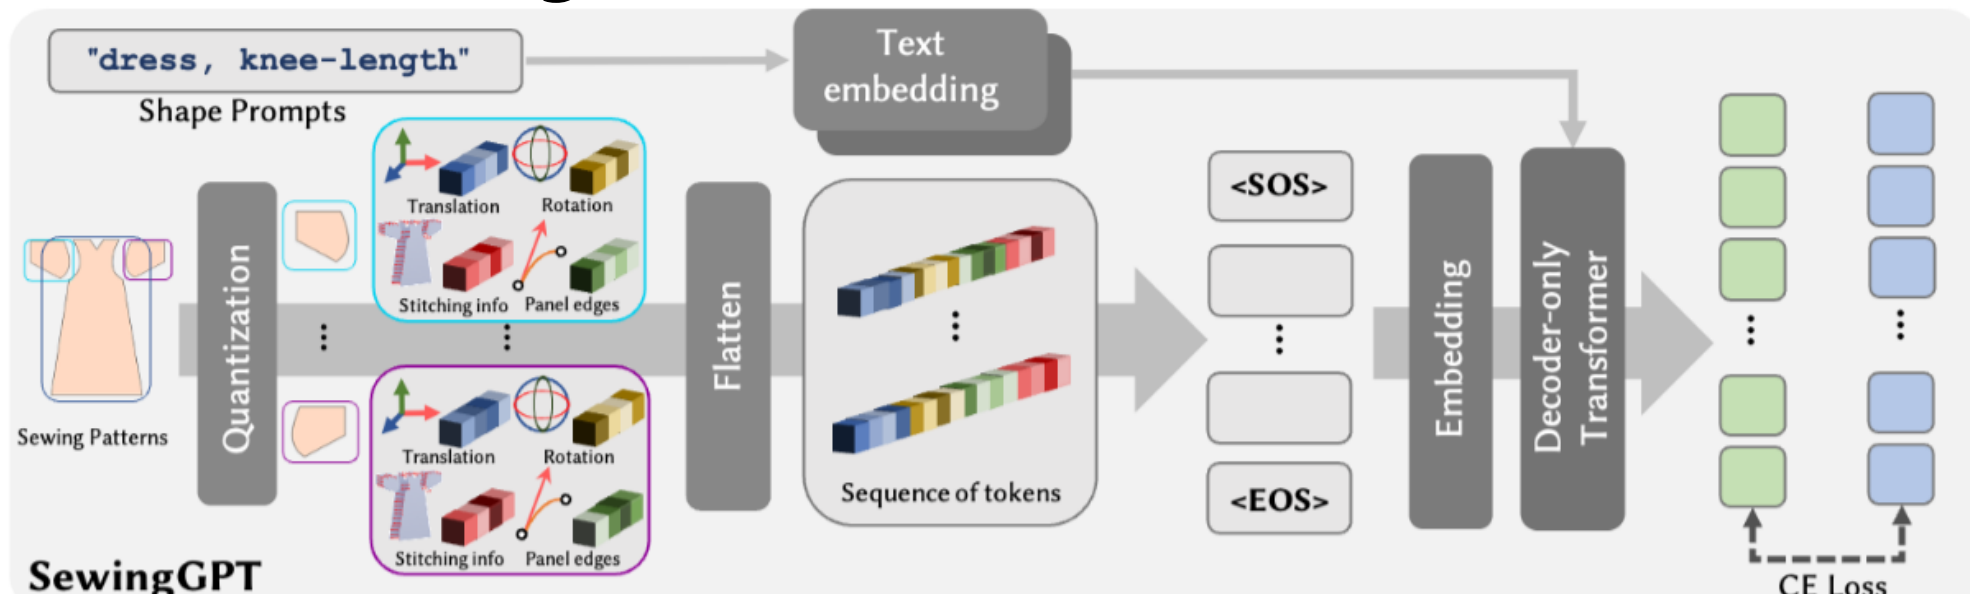 "dress, knee-length"
Shape Prompts
Text
embedding
Translation
Rotation
Stitching info
Panel edges
Sewing Patterns
Quantization
Translation
Rotation
Stitching info
Panel edges
Flatten
Sequence of tokens
<SOS>
<EOS>
Embedding
Decoder-only
Transformer
CE Loss
SewingGPT